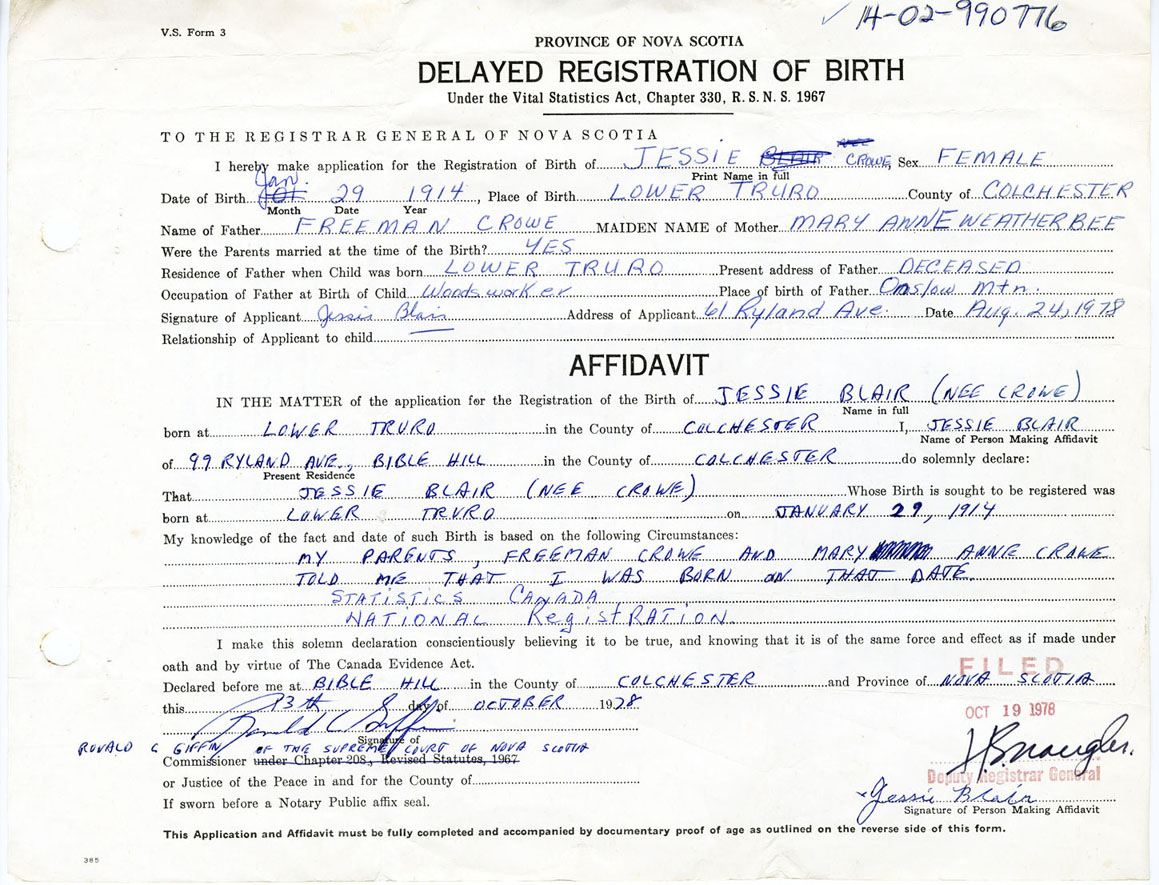 V.S. Form 3
✓ 14-02-990776
PROVINCE OF NOVA SCOTIA
DELAYED REGISTRATION OF BIRTH
Under the Vital Statistics Act, Chapter 330, R.S.N.S. 1967
TO THE REGISTRAR GENERAL OF NOVA SCOTIA
I hereby make application for the Registration of Birth of JESSIE BLAIR NEE CROWE, Sex FEMALE
Print Name in full
Date of Birth Jan. 29 1914, Place of Birth LOWER TRURO County of COLCHESTER
Month Date Year
Name of Father FREEMAN CROWE MAIDEN NAME of Mother MARY ANNE WEATHERBEE
Were the Parents married at the time of the Birth? YES
Residence of Father when Child was born LOWER TRURO Present address of Father DECEASED
Occupation of Father at Birth of Child Woodsworker Place of birth of Father Onslow Mtn.
Signature of Applicant Jessie Blair Address of Applicant 61 Ryland Ave. Date Aug. 24, 1978
Relationship of Applicant to child
AFFIDAVIT
IN THE MATTER of the application for the Registration of the Birth of JESSIE BLAIR (NEE CROWE)
Name in full
born at LOWER TRURO in the County of COLCHESTER I, JESSIE BLAIR
Name of Person Making Affidavit
of 99 RYLAND AVE., BIBLE HILL in the County of COLCHESTER do solemnly declare:
Present Residence
That JESSIE BLAIR (NEE CROWE) Whose Birth is sought to be registered was
born at LOWER TRURO on JANUARY 29, 1914
My knowledge of the fact and date of such Birth is based on the following Circumstances:
MY PARENTS, FREEMAN CROWE AND MARY ANNE CROWE
TOLD ME THAT I WAS BORN ON THAT DATE.
STATISTICS CANADA
NATIONAL RegistRATION.
I make this solemn declaration conscientiously believing it to be true, and knowing that it is of the same force and effect as if made under
oath and by virtue of The Canada Evidence Act.
FILED
Declared before me at BIBLE HILL in the County of COLCHESTER and Province of NOVA SCOTIA
this 13th day of OCTOBER 1978
OCT 19 1978
Signature of
RONALD C GIFFIN OF THE SUPREME COURT OF NOVA SCOTIA
Commissioner under Chapter 208, Revised Statutes, 1967
Deputy Registrar General
or Justice of the Peace in and for the County of
Jessie Blair
If sworn before a Notary Public affix seal.
Signature of Person Making Affidavit
This Application and Affidavit must be fully completed and accompanied by documentary proof of age as outlined on the reverse side of this form.
385